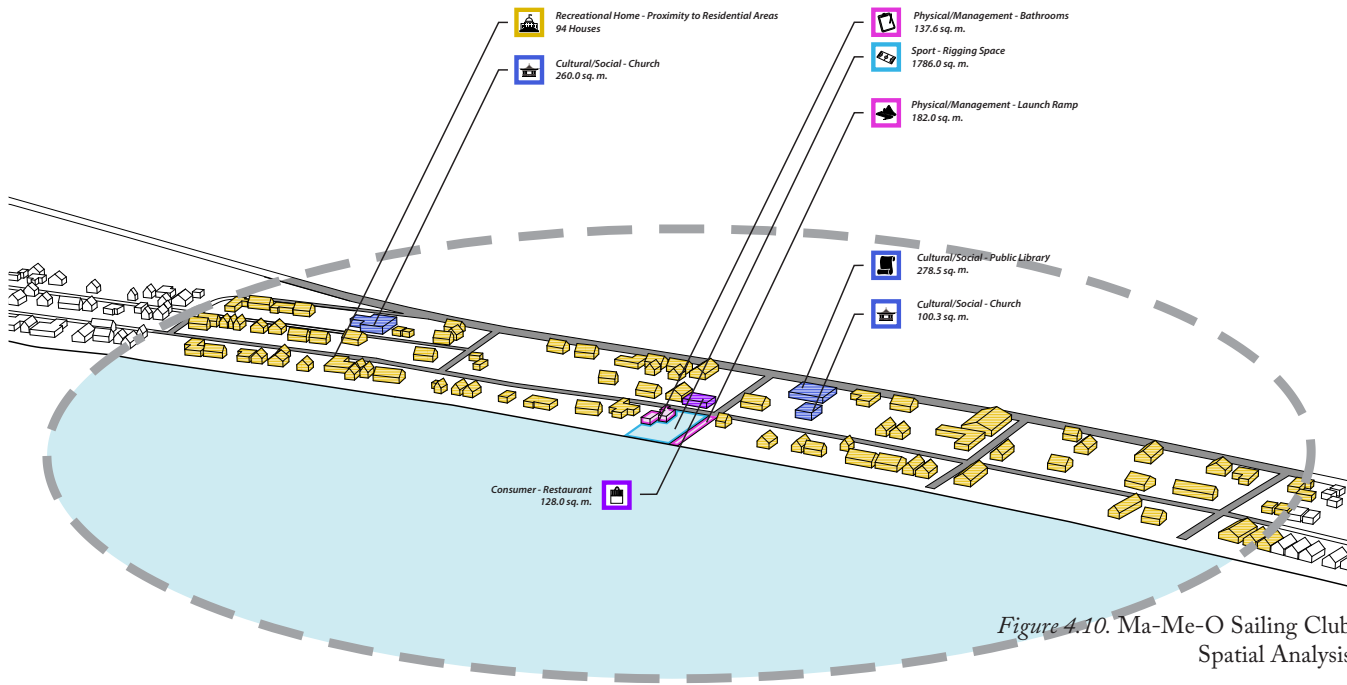 Recreational Home - Proximity to Residential Areas
94 Houses
Cultural/Social - Church
260.0 sq. m.
Physical/Management - Bathrooms
137.6 sq. m.
Sport - Rigging Space
1786.0 sq. m.
Physical/Management - Launch Ramp
182.0 sq. m.
Cultural/Social - Public Library
278.5 sq. m.
Cultural/Social - Church
100.3 sq. m.
Consumer - Restaurant
128.0 sq. m.
Figure 4.10. Ma-Me-O Sailing Club
Spatial Analysis